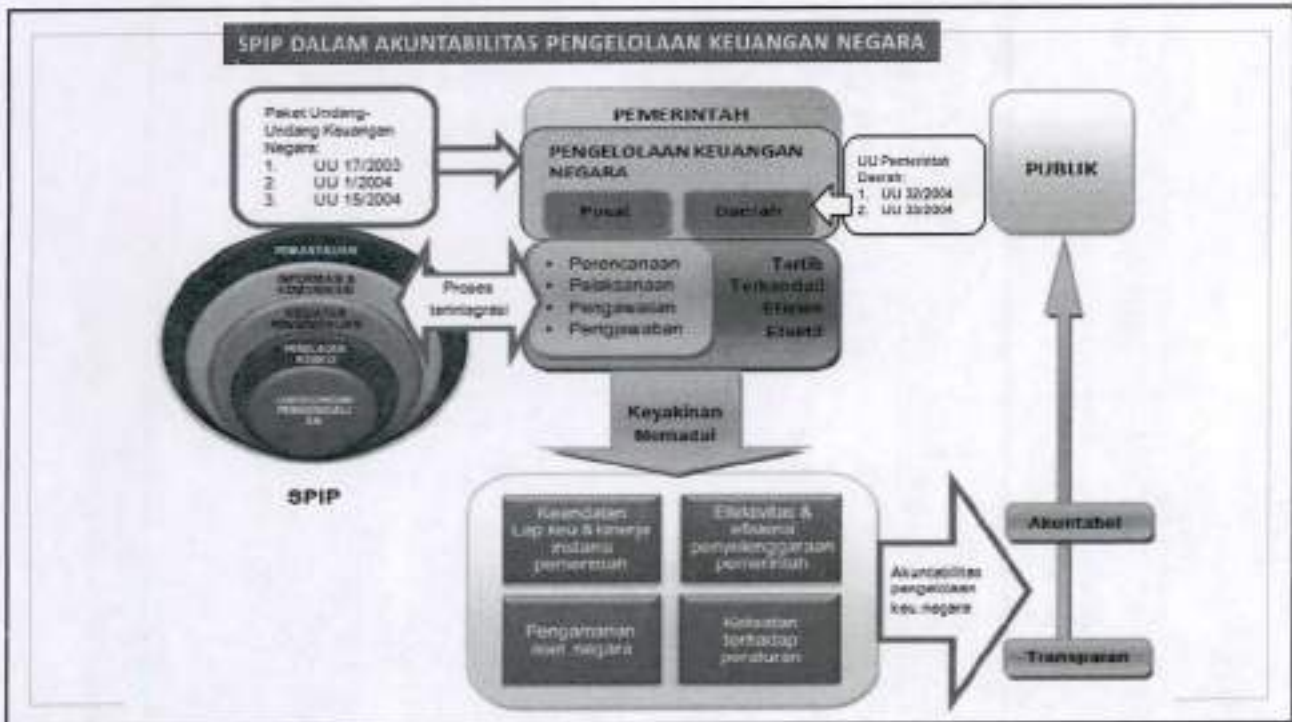 SPIP DALAM AKUNTABILITAS PENGELOLAAN KEUANGAN NEGARA
Paket Undang-
Undang Keuangan
Negara:
1. UU 17/2003
2. UU 1/2004
3. UU 15/2004
PEMERINTAH
PENGELOLAAN KEUANGAN
NEGARA
Pusat
Daerah
UU Pemerintah
Daerah:
1. UU 32/2004
2. UU 33/2004
PUBLIK
PEMANTAUAN
INFORMASI &
KOMUNIKASI
KEGIATAN
PENGENDALIAN
PENILAIAN
RISIKO
LINGKUNGAN
PENGENDALI
AN
SPIP
Proses
terintegrasi
• Perencanaan
• Pelaksanaan
• Pengawasan
• Pengjawaban
Tertib
Terkendali
Efisien
Efektif
Keyakinan
Memadai
Keandalan
Lap keu & kinerja
instansi
pemerintah
Efektivitas &
efisiensi
penyelenggaraan
pemerintah
Pengamanan
aset negara
Ketaatan
terhadap
peraturan
Akuntabilitas
pengelolaan
keu negara
Akuntabel
Transparan